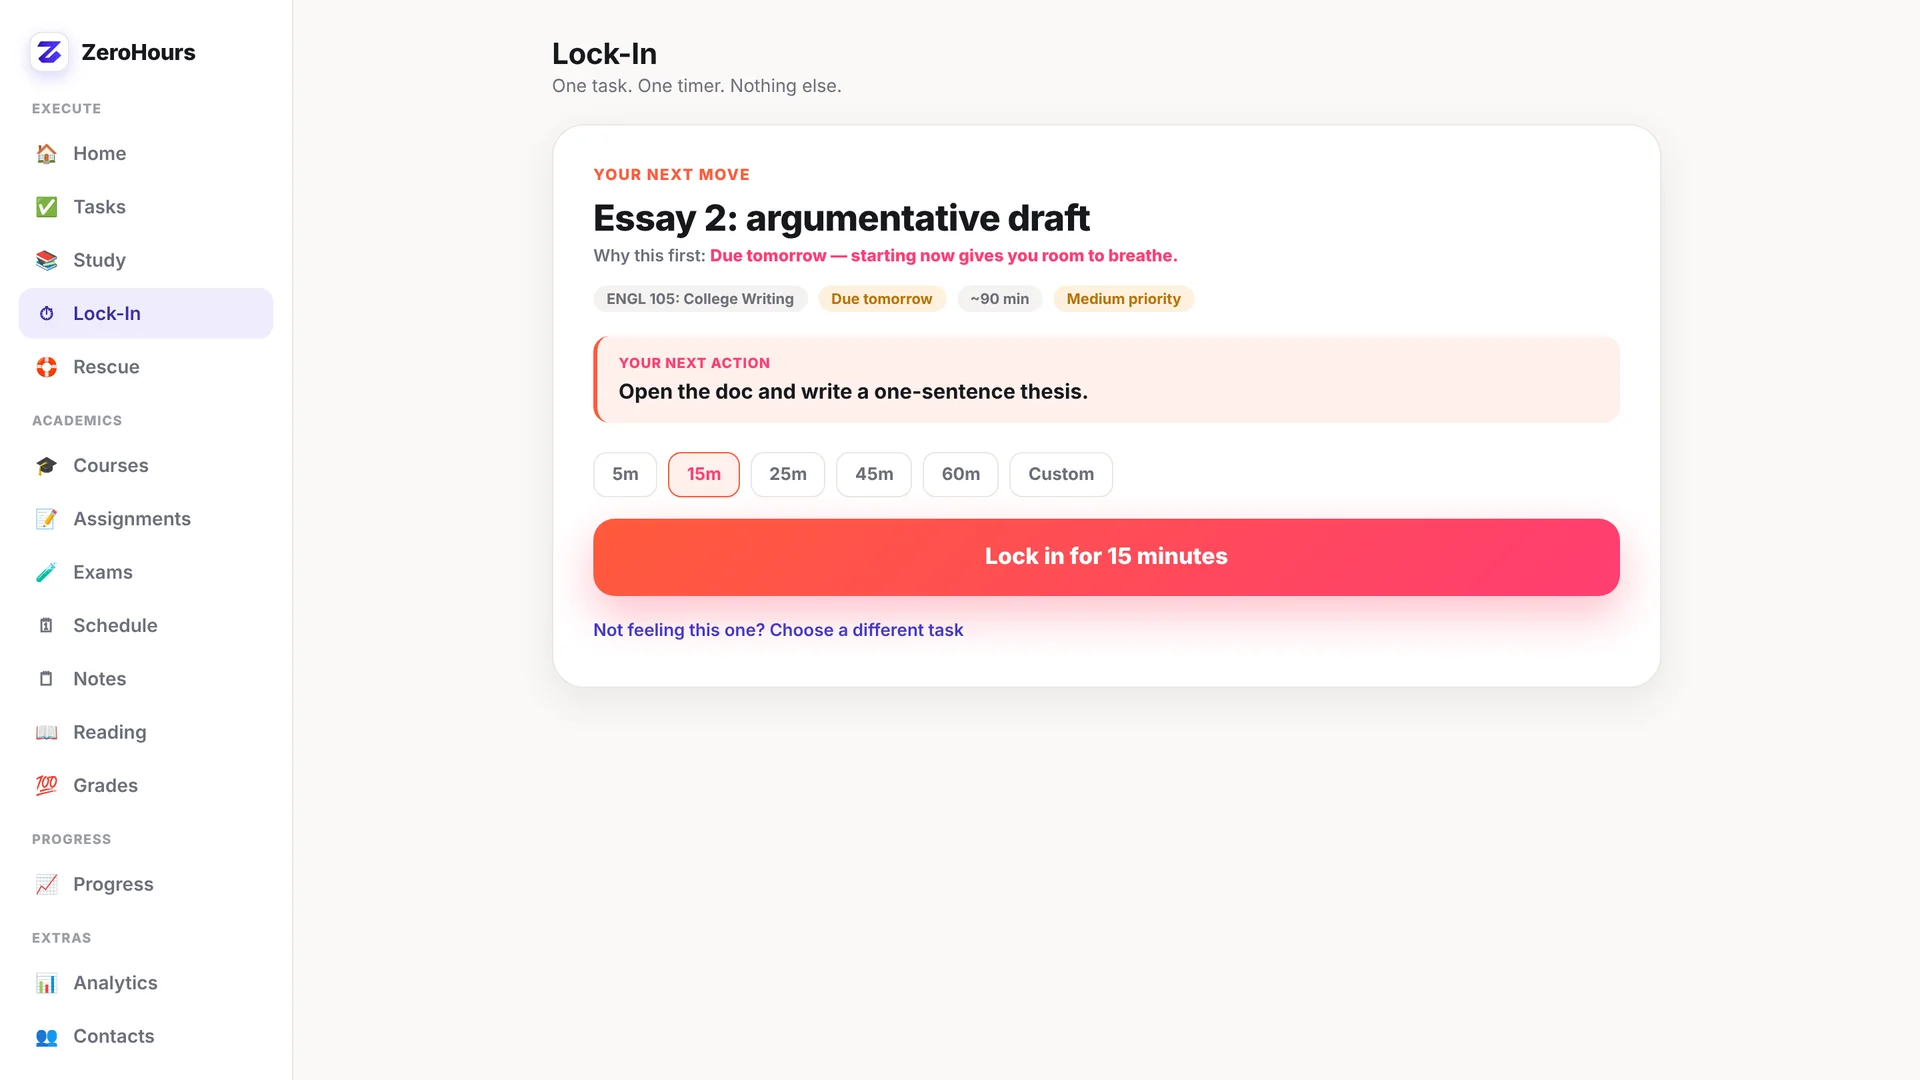 ZeroHours
EXECUTE
Home
Tasks
Study
Lock-In
Rescue
ACADEMICS
Courses
Assignments
Exams
Schedule
Notes
Reading
Grades
PROGRESS
Progress
EXTRAS
Analytics
Contacts
Lock-In
One task. One timer. Nothing else.
YOUR NEXT MOVE
Essay 2: argumentative draft
Why this first: Due tomorrow — starting now gives you room to breathe.
ENGL 105: College Writing Due tomorrow ~90 min Medium priority
YOUR NEXT ACTION
Open the doc and write a one-sentence thesis.
5m 15m 25m 45m 60m Custom
Lock in for 15 minutes
Not feeling this one? Choose a different task